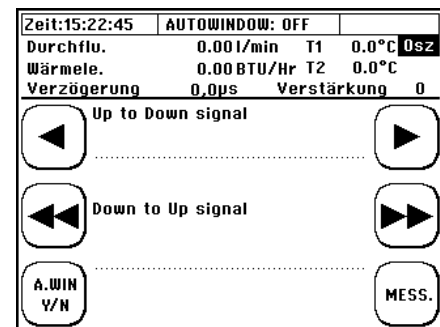 Zeit:15:22:45 AUTOWINDOW: OFF
Durchflu. 0.00 l/min T1 0.0°C Osz
Wärmele. 0.00 BTU/Hr T2 0.0°C
Verzögerung 0,0µs Verstärkung 0
Up to Down signal
Down to Up signal
A.WIN
Y/N
MESS.